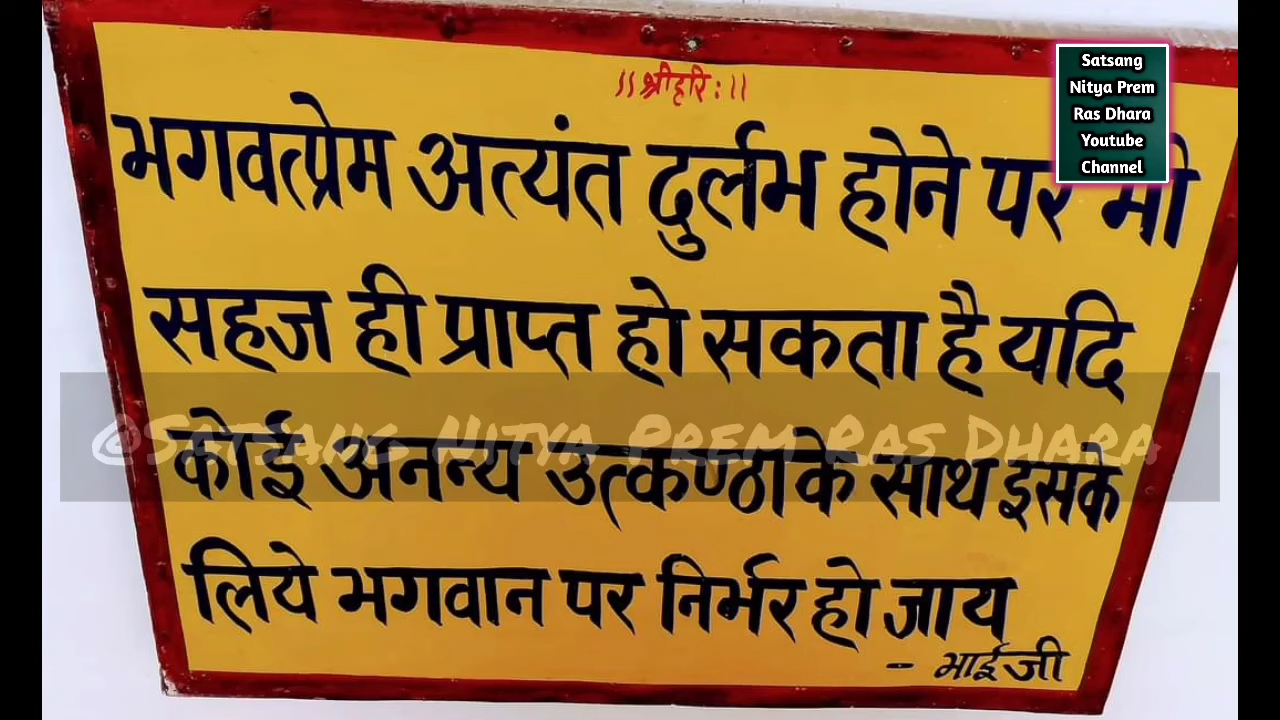 ॥श्रीहरि:॥
भगवत्प्रेम अत्यंत दुर्लभ होने पर भी
सहज ही प्राप्त हो सकता है यदि
कोई अनन्य उत्कण्ठा के साथ इसके
लिये भगवान पर निर्भर हो जाय
- भाईजी
Satsang
Nitya Prem
Ras Dhara
Youtube
Channel
@Satsang Nitya Prem Ras Dhara